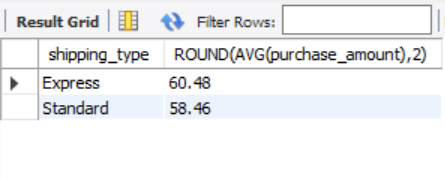 Result Grid Filter Rows:
shipping_type ROUND(AVG(purchase_amount),2)
Express 60.48
Standard 58.46